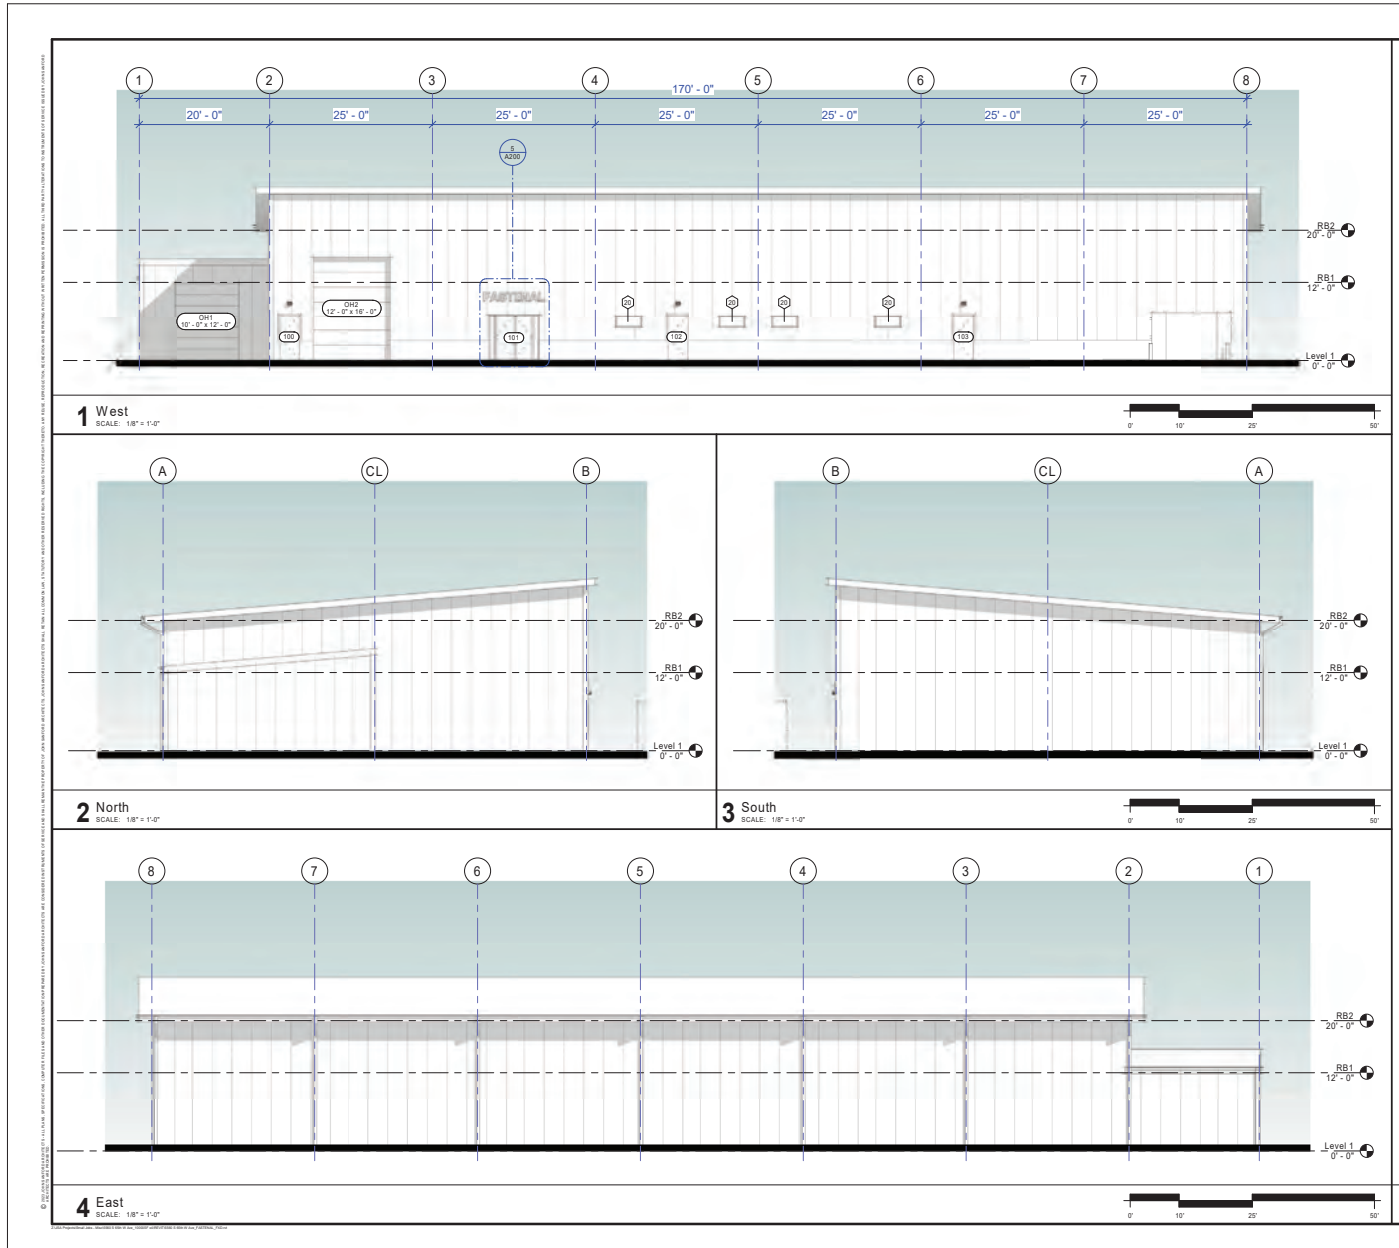 1 2 3 4 5 6 7 8
170' - 0"
20' - 0" 25' - 0" 25' - 0" 25' - 0" 25' - 0" 25' - 0" 25' - 0"
5
A200
RB2
20' - 0"
RB1
12' - 0"
FASTENAL
20 20 20 20
OH1
10' - 0" x 12' - 0"
OH2
12' - 0" x 16' - 0"
100 101 102 103
Level 1
0' - 0"
1 West
SCALE: 1/8" = 1'-0"
0' 10' 25' 50'
A CL B
RB2
20' - 0"
RB1
12' - 0"
Level 1
0' - 0"
2 North
SCALE: 1/8" = 1'-0"
B CL A
RB2
20' - 0"
RB1
12' - 0"
Level 1
0' - 0"
3 South
SCALE: 1/8" = 1'-0"
0' 10' 25' 50'
8 7 6 5 4 3 2 1
RB2
20' - 0"
RB1
12' - 0"
Level 1
0' - 0"
4 East
SCALE: 1/8" = 1'-0"
0' 10' 25' 50'